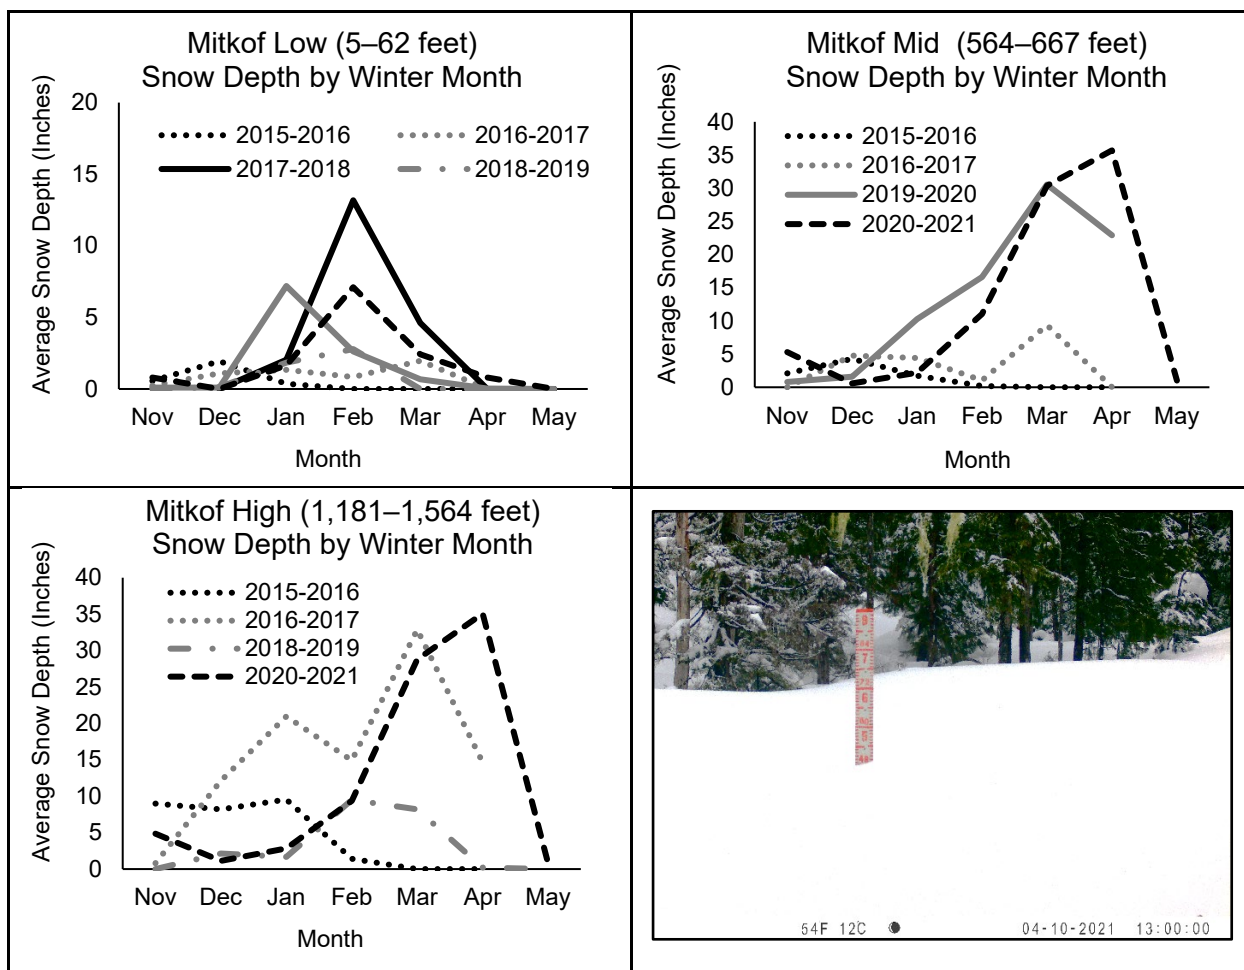 Mitkof Low (5–62 feet)
Snow Depth by Winter Month
Average Snow Depth (Inches)
20
15
10
5
0
2015-2016
2016-2017
2017-2018
2018-2019
Nov Dec Jan Feb Mar Apr May
Month
Mitkof Mid (564–667 feet)
Snow Depth by Winter Month
Average Snow Depth (Inches)
40
35
30
25
20
15
10
5
0
2015-2016
2016-2017
2019-2020
2020-2021
Nov Dec Jan Feb Mar Apr May
Month
Mitkof High (1,181–1,564 feet)
Snow Depth by Winter Month
Average Snow Depth (Inches)
40
35
30
25
20
15
10
5
0
2015-2016
2016-2017
2018-2019
2020-2021
Nov Dec Jan Feb Mar Apr May
Month
7
6
5
54F 12C 04-10-2021 13:00:00